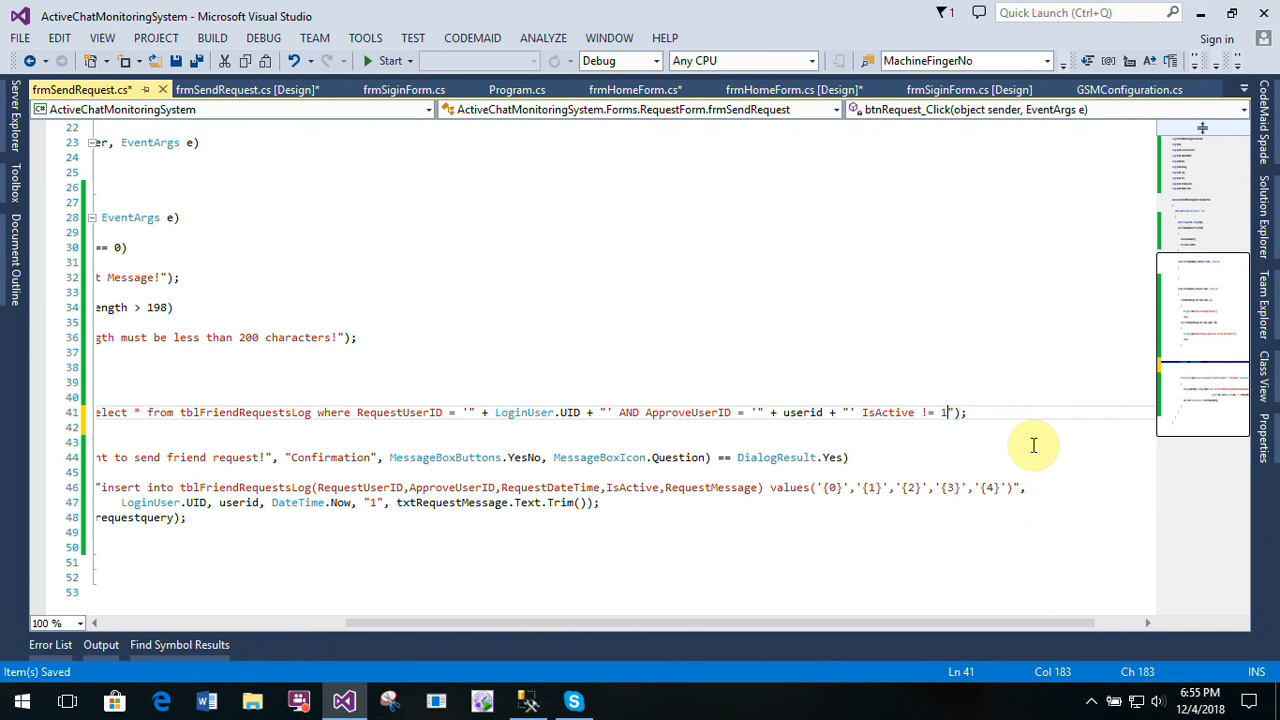 ActiveChatMonitoringSystem - Microsoft Visual Studio
1
Quick Launch (Ctrl+Q)
FILE EDIT VIEW PROJECT BUILD DEBUG TEAM TOOLS TEST CODEMAID ANALYZE WINDOW HELP
Sign in
Start Debug Any CPU MachineFingerNo
frmSendRequest.cs* frmSendRequest.cs [Design]* frmSiginForm.cs Program.cs frmHomeForm.cs* frmHomeForm.cs [Design]* frmSiginForm.cs [Design] GSMConfiguration.cs
ActiveChatMonitoringSystem ActiveChatMonitoringSystem.Forms.RequestForm.frmSendRequest btnRequest_Click(object sender, EventArgs e)
Server Explorer
Toolbox
Document Outline
22
23 er, EventArgs e)
24
25
26
27
28 EventArgs e)
29
30 == 0)
31
32 t Message!");
33
34 ength > 198)
35
36 gth must be less than 200 characters!");
37
38
39
40
41 elect * from tblFriendRequestsLog where RequestUserID = '" + LoginUser.UID + "' AND ApproveUserID = '" + userid + "' IsActive != 1");
42
43
44 nt to send friend request!", "Confirmation", MessageBoxButtons.YesNo, MessageBoxIcon.Question) == DialogResult.Yes)
45
46 "insert into tblFriendRequestsLog(RequestUserID,ApproveUserID,RequestDateTime,IsActive,RequestMessage) values('{0}','{1}','{2}','{3}','{4}')",
47 LoginUser.UID, userid, DateTime.Now, "1", txtRequestMessage.Text.Trim());
48 requestquery);
49
50
51
52
53
CodeMaid Spade
Solution Explorer
Team Explorer
Class View
Properties
100 %
Error List Output Find Symbol Results
Item(s) Saved Ln 41 Col 183 Ch 183 INS
6:55 PM
12/4/2018